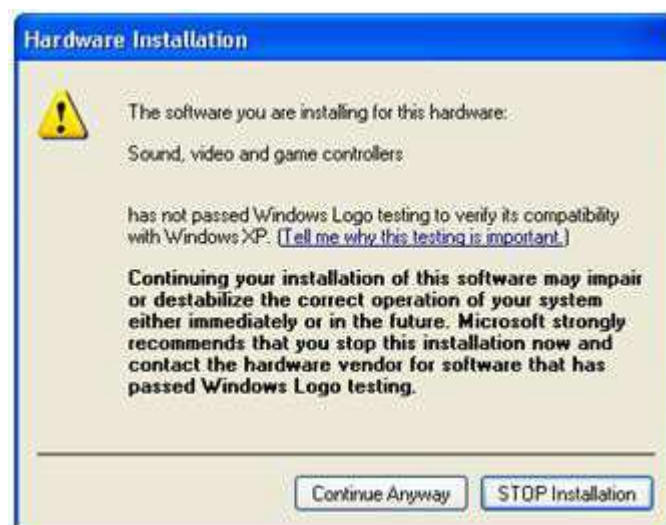 Hardware Installation
The software you are installing for this hardware:
Sound, video and game controllers
has not passed Windows Logo testing to verify its compatibility
with Windows XP. (Tell me why this testing is important.)
Continuing your installation of this software may impair
or destabilize the correct operation of your system
either immediately or in the future. Microsoft strongly
recommends that you stop this installation now and
contact the hardware vendor for software that has
passed Windows Logo testing.
Continue Anyway
STOP Installation